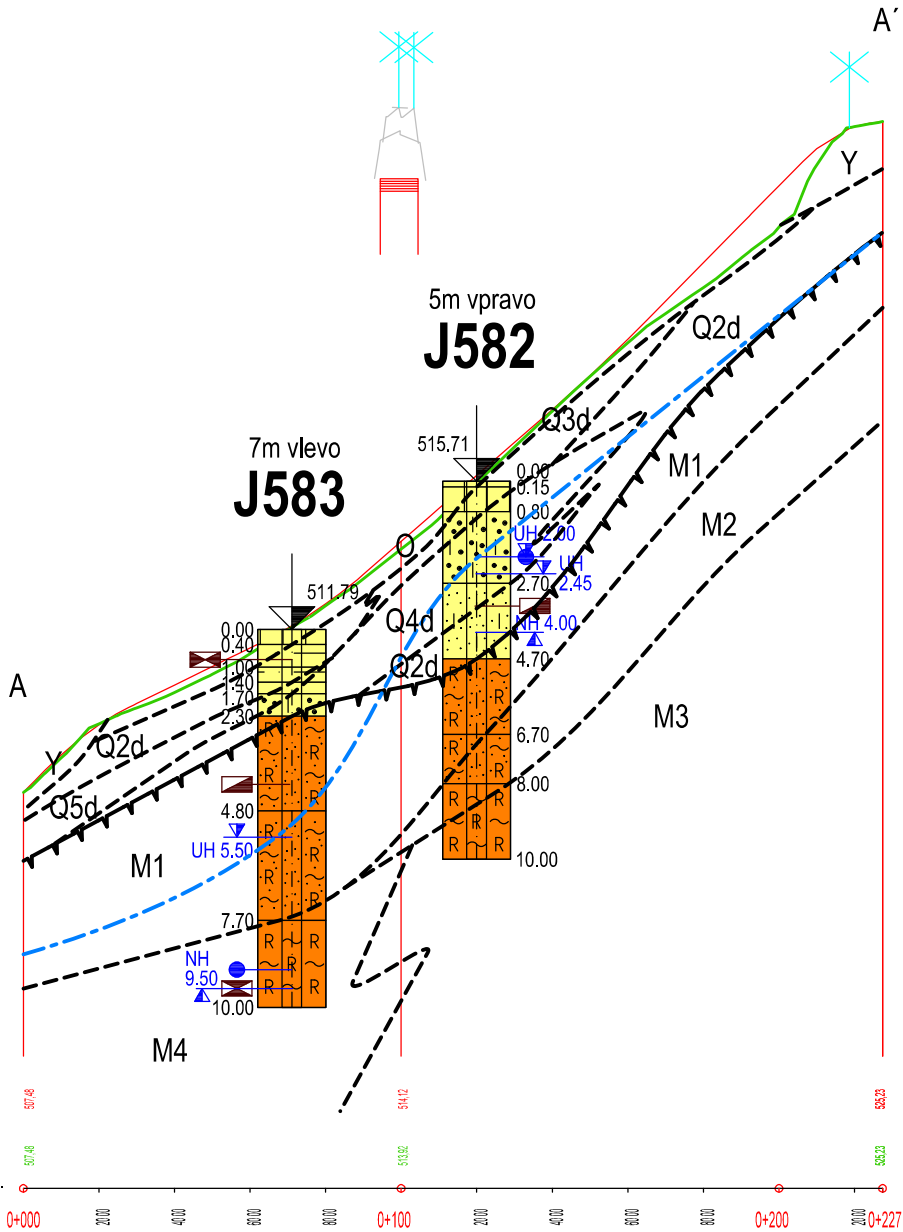 A´
Y
5m vpravo
J582
Q2d
Q3d
7m vlevo
J583
515,71
0.00
0.15
0.80
M1
M2
O
UH 2.00
UH
2.45
2.70
511.79
0.00
0.40
1.00
1.40
1.70
2.30
Q4d
NH 4.00
Q2d
4.70
A
M3
6.70
Y
Q2d
8.00
Q5d
4.80
UH 5.50
R
10.00
M1
7.70
NH
9.50
10.00
M4
507,48
514,12
525,23
507,48
513,92
525,23
0+000
20.00
40.00
60.00
80.00
0+100
20.00
40.00
60.00
80.00
0+200
20.00
0+227